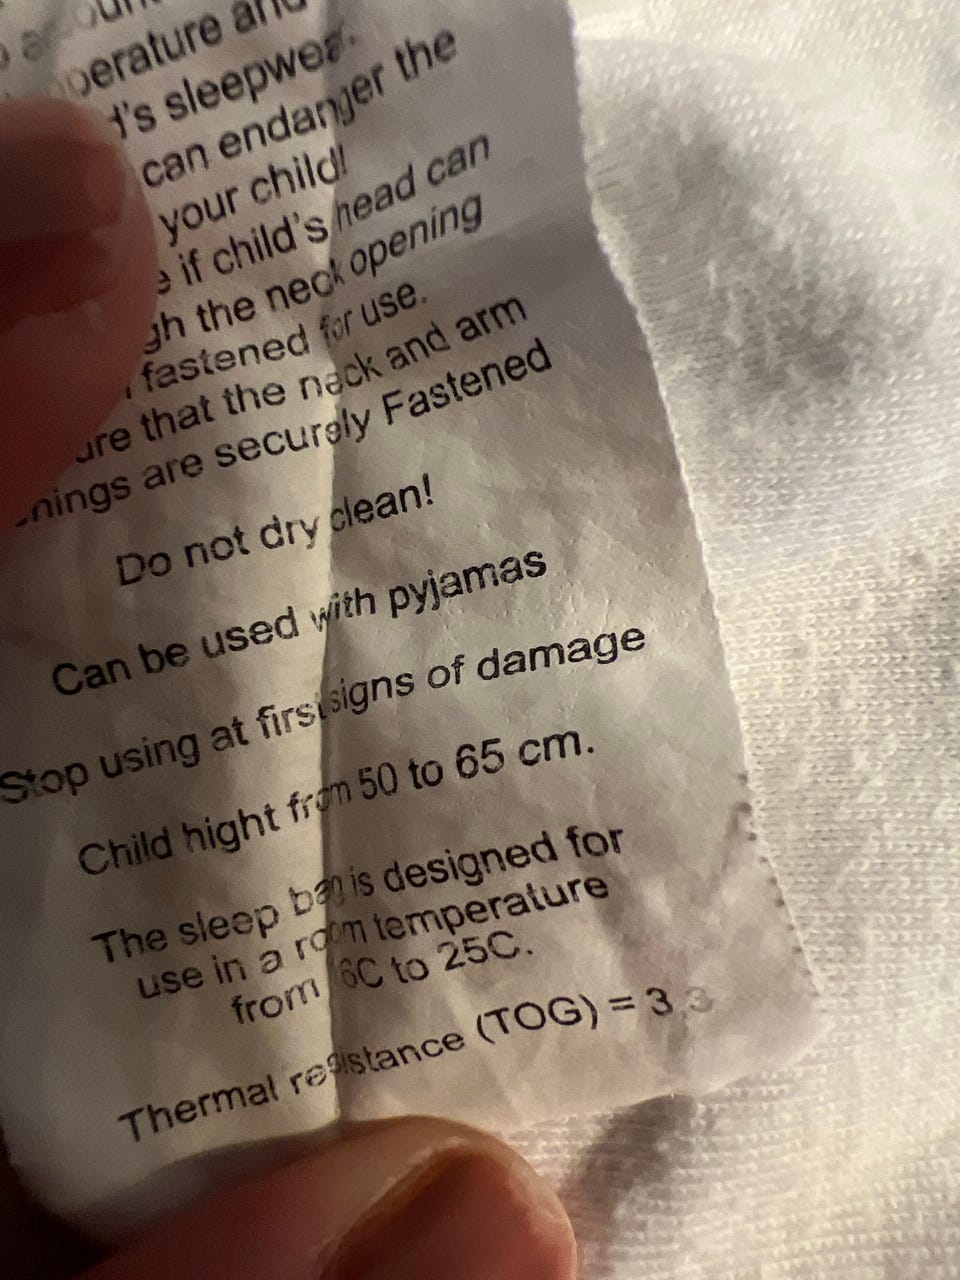 perature and
d's sleepwear.
can endanger the
your child!
e if child's head can
gh the neck opening
fastened for use.
ure that the neck and arm
nings are securely Fastened
Do not dry clean!
Can be used with pyjamas
Stop using at first signs of damage
Child hight from 50 to 65 cm.
The sleep bag is designed for
use in a room temperature
from 16C to 25C.
Thermal resistance (TOG) = 3.3